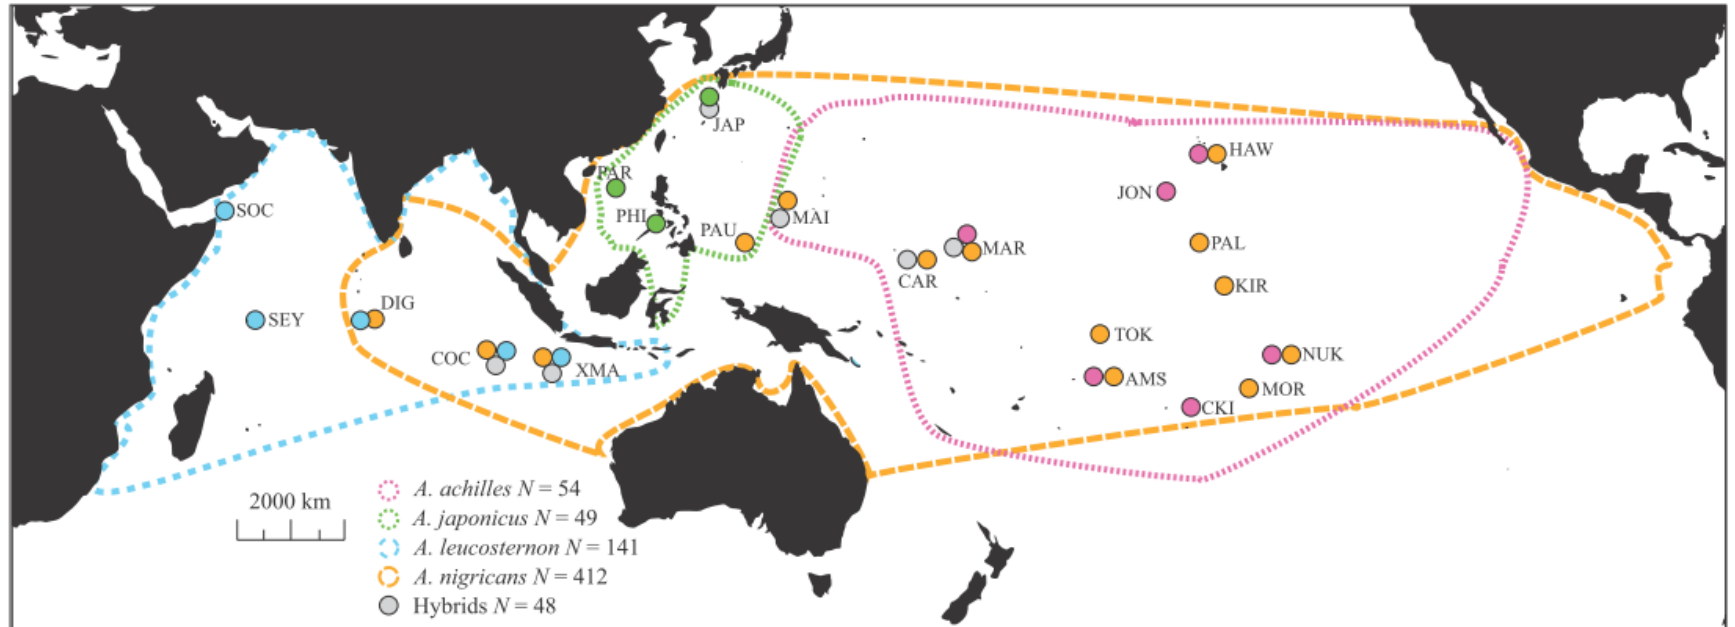 JAP
PAR
HAW
JON
SOC
PHI
MAI
PAU
PAL
MAR
CAR
KIR
DIG
SEY
TOK
COC
XMA
NUK
AMS
MOR
CKI
2000 km
A. achilles N = 54
A. japonicus N = 49
A. leucosternon N = 141
A. nigricans N = 412
Hybrids N = 48